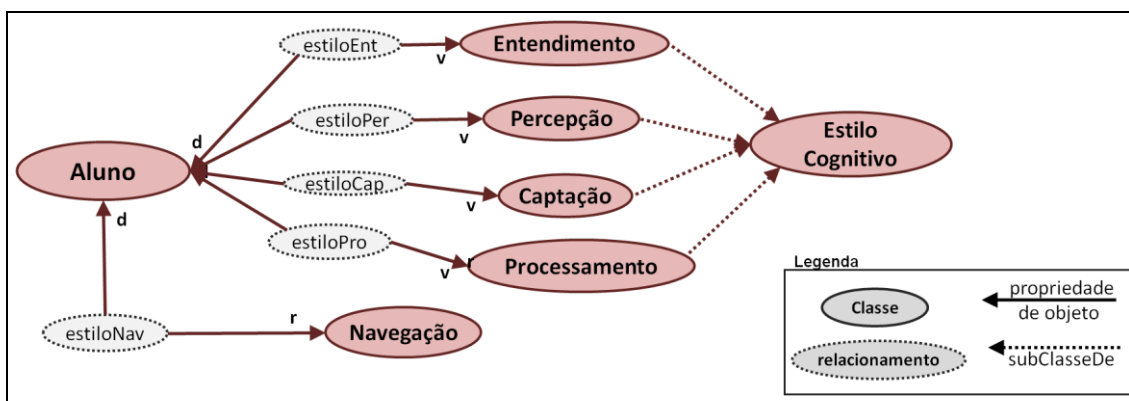 estiloEnt
v
Entendimento
estiloPer
v
Percepção
Estilo
Cognitivo
d
Aluno
estiloCap
v
Captação
d
estiloPro
v
r
Processamento
estiloNav
r
Navegação
Legenda
Classe
propriedade
de objeto
relacionamento
subClasseDe